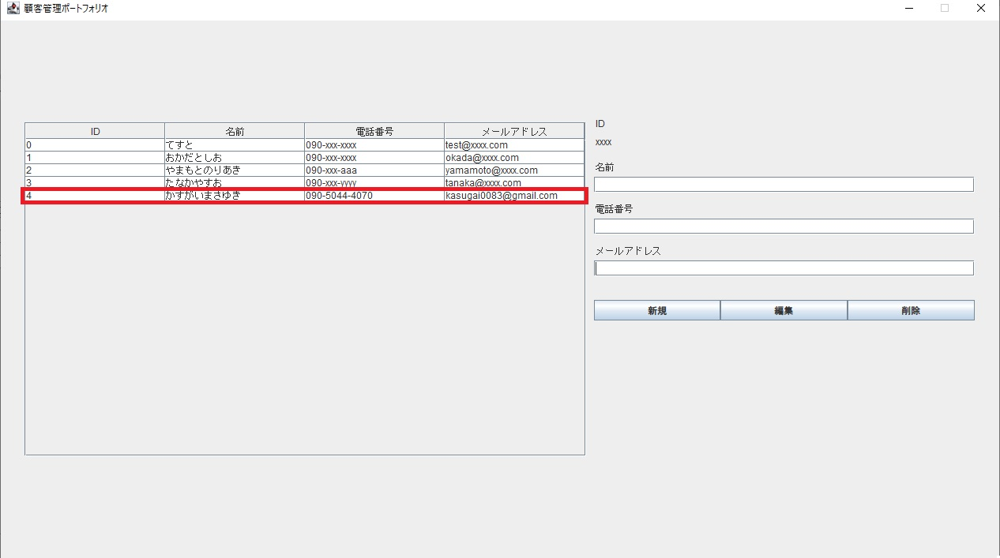 顧客管理ポートフォリオ
ID 名前 電話番号 メールアドレス
0 てすと 090-xxx-xxxx test@xxxx.com
1 おかだとしお 090-xxx-xxxx okada@xxxx.com
2 やまもとのりあき 090-xxx-aaa yamamoto@xxxx.com
3 たなかやすお 090-xxx-yyyy tanaka@xxxx.com
4 かすがいまさゆき 090-5044-4070 kasugai0083@gmail.com
ID
xxxx
名前
電話番号
メールアドレス
新規 編集 削除